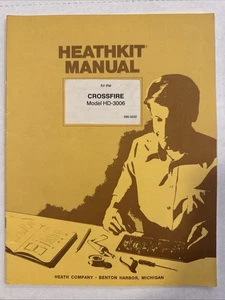 HEATHKIT®
MANUAL
for the
CROSSFIRE
Model HD-3006
HEATH COMPANY • BENTON HARBOR, MICHIGAN